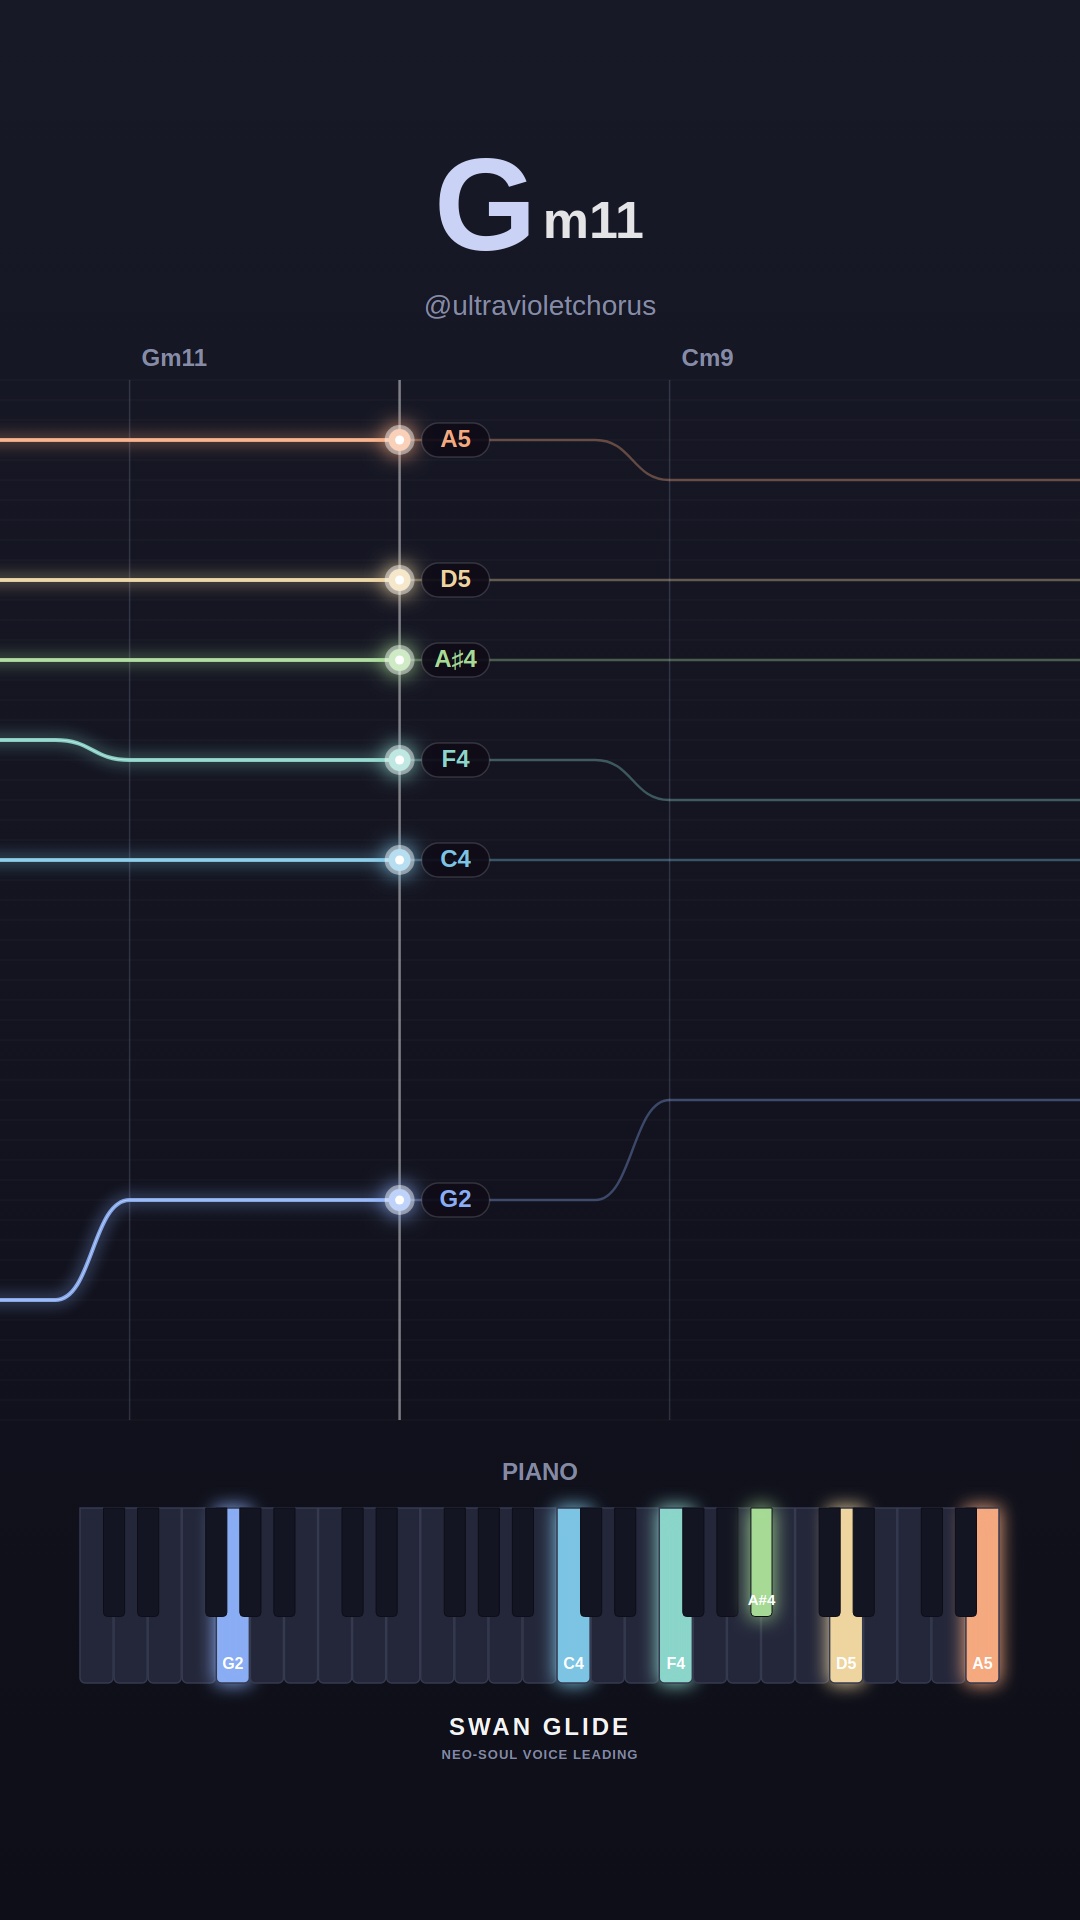 Gm11
@ultravioletchorus
Gm11 Cm9
A5
D5
A♯4
F4
C4
G2
PIANO
A#4
G2 C4 F4 D5 A5
SWAN GLIDE
NEO-SOUL VOICE LEADING